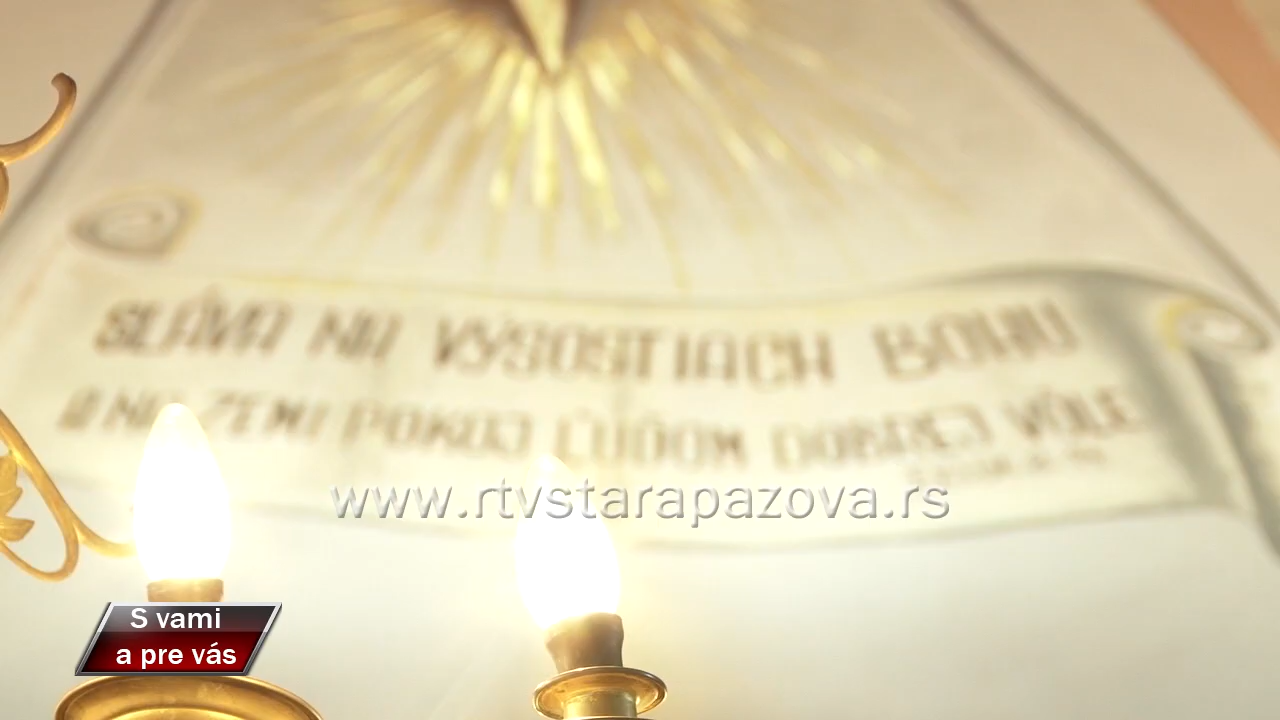 SLÁVA NA VÝSOSTIACH BOHU
A NA ZEMI POKOJ ĽUĎOM DOBREJ VÔLE
www.rtvstarapazova.rs
S vami
a pre vás